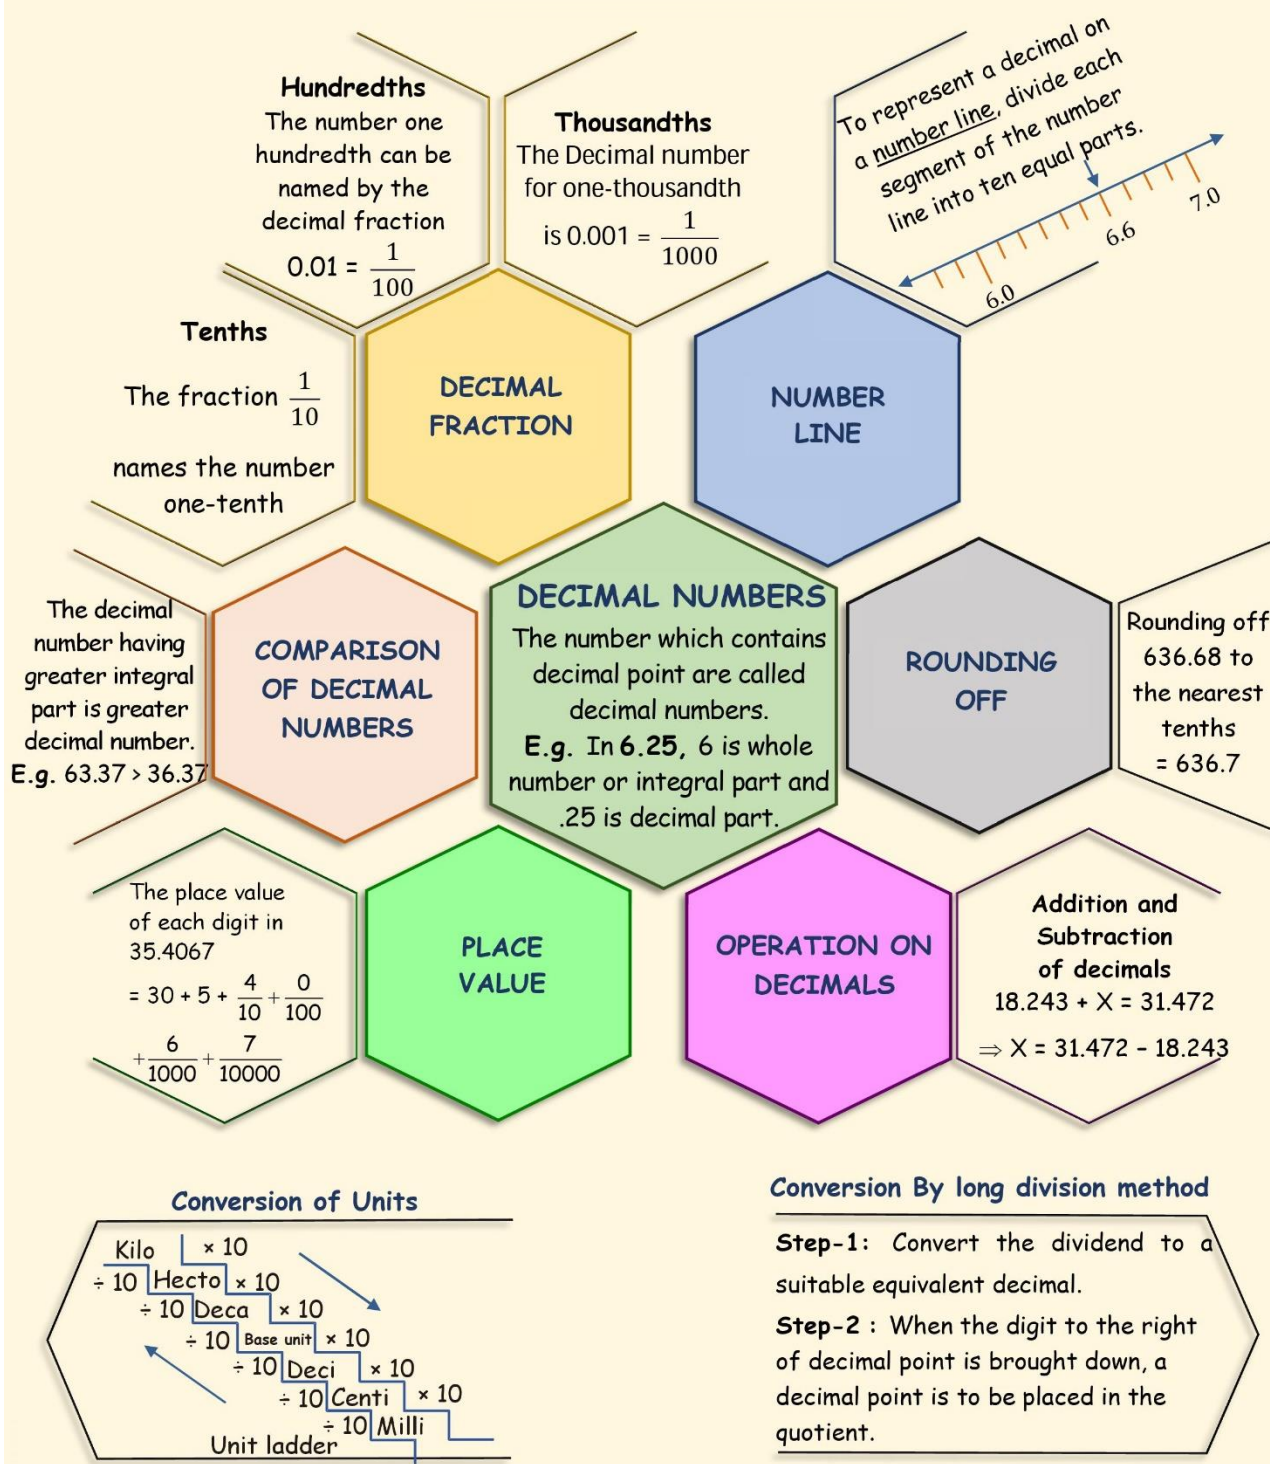 Hundredths
The number one
hundredth can be
named by the
decimal fraction
0.01 = 1/100
Thousandths
The Decimal number
for one-thousandth
is 0.001 = 1/1000
To represent a decimal on
a number line, divide each
segment of the number
line into ten equal parts.
6.0
6.6
7.0
Tenths
The fraction 1/10
names the number
one-tenth
DECIMAL
FRACTION
NUMBER
LINE
The decimal
number having
greater integral
part is greater
decimal number.
E.g. 63.37 > 36.37
COMPARISON
OF DECIMAL
NUMBERS
DECIMAL NUMBERS
The number which contains
decimal point are called
decimal numbers.
E.g. In 6.25, 6 is whole
number or integral part and
.25 is decimal part.
ROUNDING
OFF
Rounding off
636.68 to
the nearest
tenths
= 636.7
The place value
of each digit in
35.4067
= 30 + 5 + 4/10 + 0/100
+ 6/1000 + 7/10000
PLACE
VALUE
OPERATION ON
DECIMALS
Addition and
Subtraction
of decimals
18.243 + X = 31.472
⇒ X = 31.472 – 18.243
Conversion of Units
Kilo × 10
÷ 10 Hecto × 10
÷ 10 Deca × 10
÷ 10 Base unit × 10
÷ 10 Deci × 10
÷ 10 Centi × 10
÷ 10 Milli
Unit ladder
Conversion By long division method
Step-1: Convert the dividend to a
suitable equivalent decimal.
Step-2 : When the digit to the right
of decimal point is brought down, a
decimal point is to be placed in the
quotient.